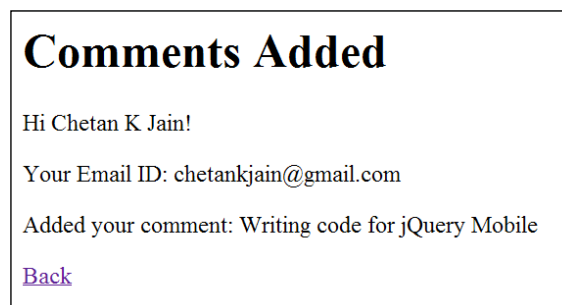 Comments Added
Hi Chetan K Jain!
Your Email ID: chetankjain@gmail.com
Added your comment: Writing code for jQuery Mobile
Back